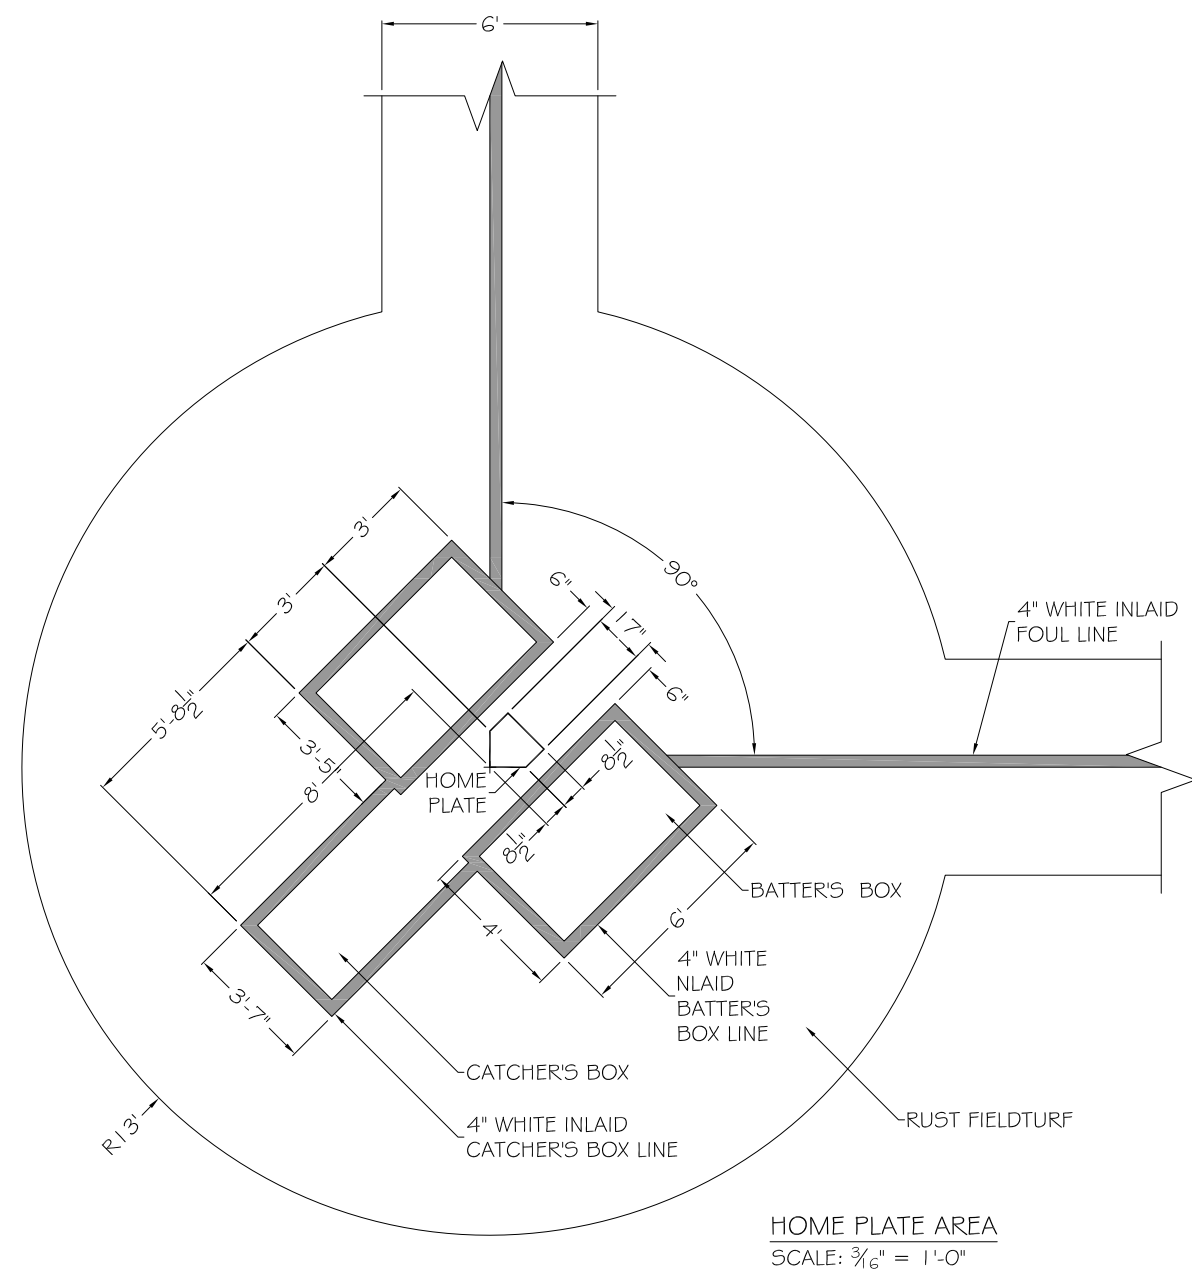 6'
3'
3'
5'-8½"
3'-5"
8'
6"
17"
6"
90°
4" WHITE INLAID
FOUL LINE
HOME
PLATE
8½"
8½"
4'
6'
BATTER'S BOX
4" WHITE
NLAID
BATTER'S
BOX LINE
3'-7"
CATCHER'S BOX
4" WHITE INLAID
CATCHER'S BOX LINE
R13'
RUST FIELDTURF
HOME PLATE AREA
SCALE: 3/16" = 1'-0"